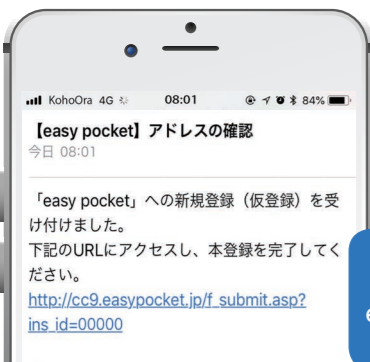 KohoOra 4G 08:01 84%
【easy pocket】アドレスの確認
今日 08:01
「easy pocket」への新規登録（仮登録）を受
け付けました。
下記のURLにアクセスし、本登録を完了してく
ださい。
http://cc9.easypocket.jp/f_submit.asp?
ins_id=00000
e